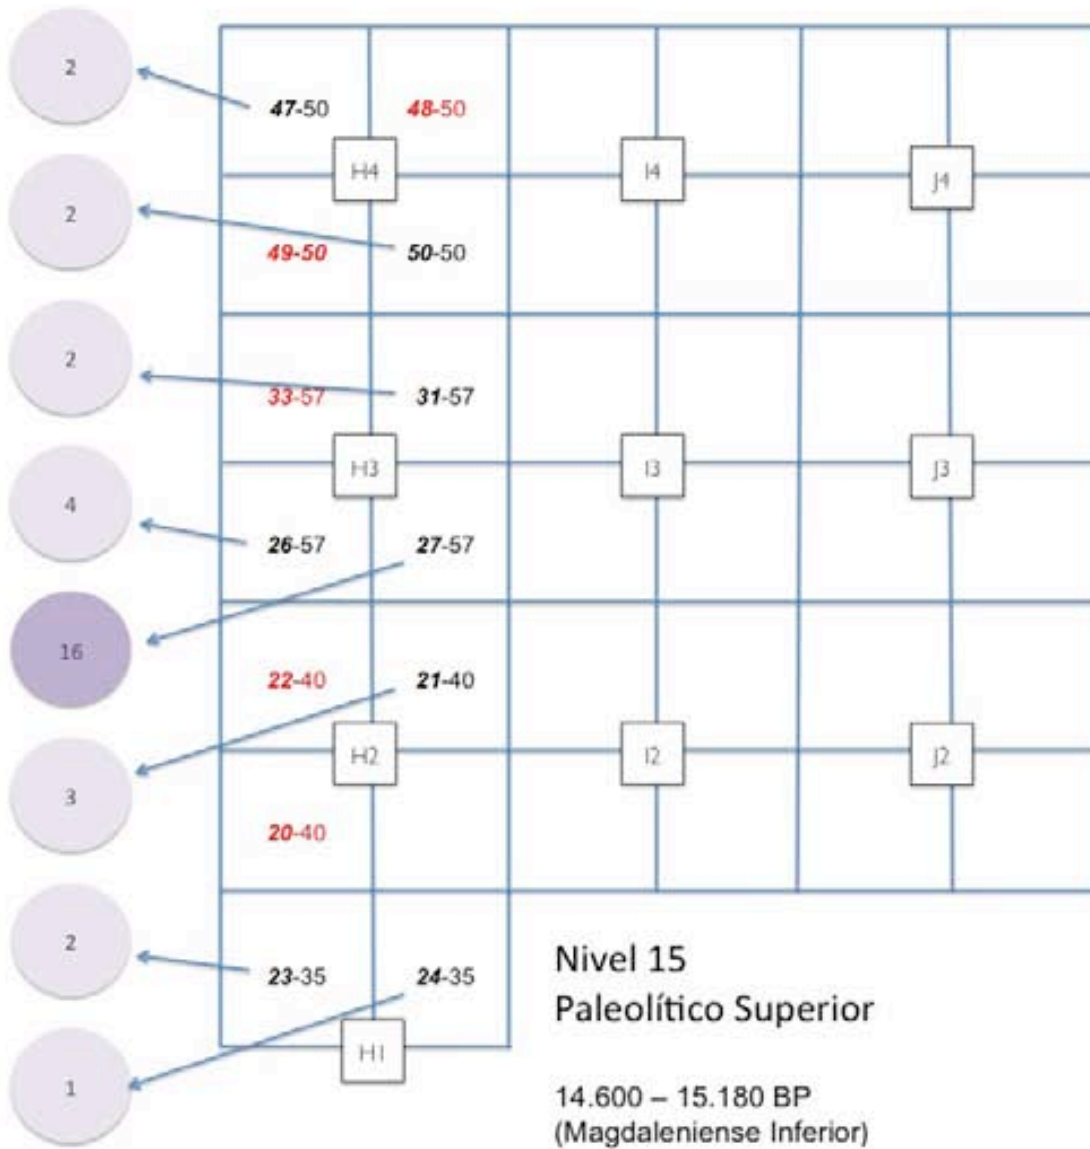 2
47-50
48-50
H4
I4
J4
2
49-50
50-50
2
33-57
31-57
H3
I3
J3
4
26-57
27-57
16
22-40
21-40
H2
I2
J2
3
20-40
2
23-35
24-35
H1
1
Nivel 15
Paleolítico Superior
14.600 – 15.180 BP
(Magdaleniense Inferior)